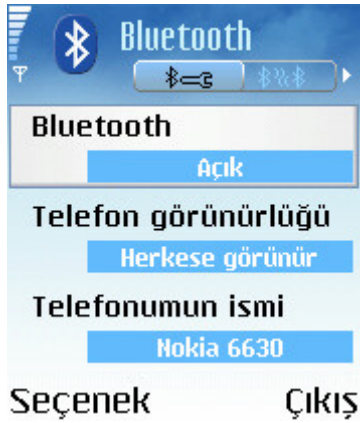 Bluetooth
Bluetooth
Açık
Telefon görünürlüğü
Herkese görünür
Telefonumun ismi
Nokia 6630
Seçenek Çıkış